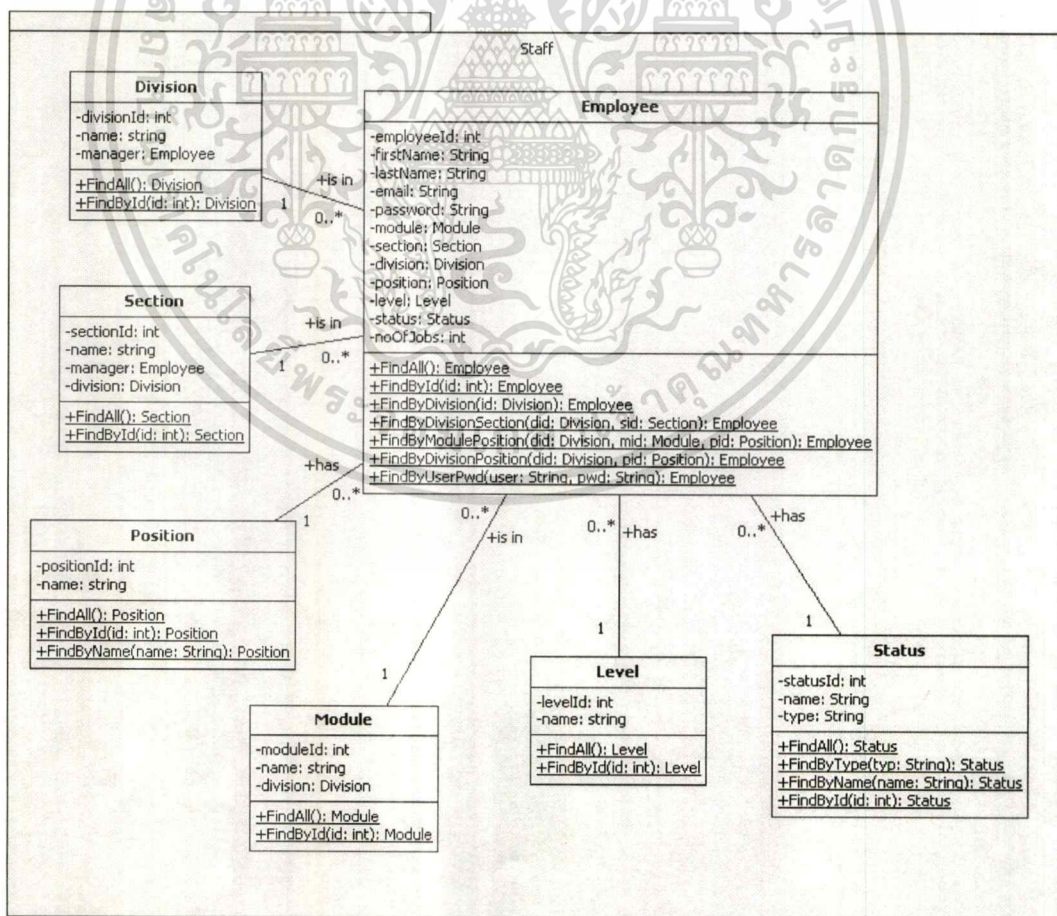 Staff
Division
-divisionId: int
-name: string
-manager: Employee
+FindAll(): Division
+FindById(id: int): Division
+is in
1
0..*
Employee
-employeeId: int
-firstName: String
-lastName: String
-email: String
-password: String
-module: Module
-section: Section
-division: Division
-position: Position
-level: Level
-status: Status
-noOfJobs: int
+FindAll(): Employee
+FindById(id: int): Employee
+FindByDivision(id: Division): Employee
+FindByDivisionSection(did: Division, sid: Section): Employee
+FindByModulePosition(did: Division, mid: Module, pid: Position): Employee
+FindByDivisionPosition(did: Division, pid: Position): Employee
+FindByUserPwd(user: String, pwd: String): Employee
Section
-sectionId: int
-name: string
-manager: Employee
-division: Division
+FindAll(): Section
+FindById(id: int): Section
+is in
1
0..*
+has
0..*
1
Position
-positionId: int
-name: string
+FindAll(): Position
+FindById(id: int): Position
+FindByName(name: String): Position
0..*
+is in
1
0..*
+has
1
0..*
+has
1
Module
-moduleId: int
-name: string
-division: Division
+FindAll(): Module
+FindById(id: int): Module
Level
-levelId: int
-name: string
+FindAll(): Level
+FindById(id: int): Level
Status
-statusId: int
-name: String
-type: String
+FindAll(): Status
+FindByType(typ: String): Status
+FindByName(name: String): Status
+FindById(id: int): Status